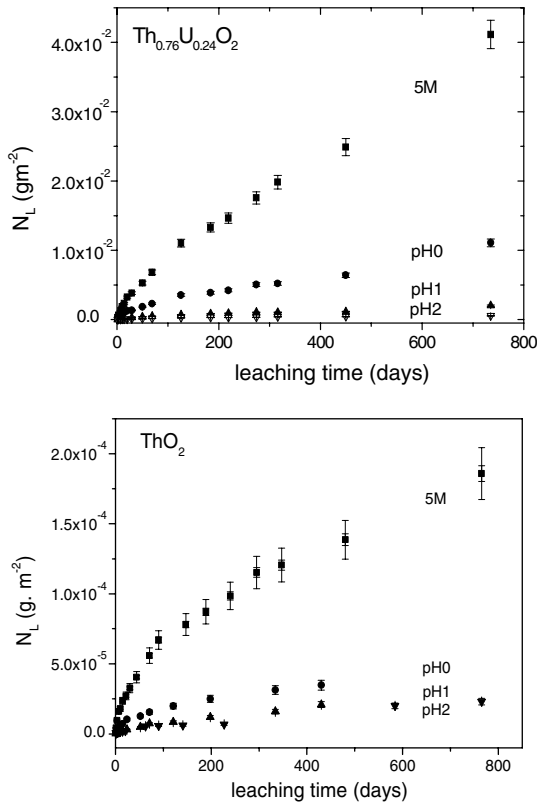 Th₀.₇₆U₀.₂₄O₂
4.0x10⁻²
3.0x10⁻²
2.0x10⁻²
1.0x10⁻²
0.0
N_L (gm⁻²)
5M
pH0
pH1
pH2
0 200 400 600 800
leaching time (days)
ThO₂
2.0x10⁻⁴
1.5x10⁻⁴
1.0x10⁻⁴
5.0x10⁻⁵
0.0
N_L (g. m⁻²)
5M
pH0
pH1
pH2
0 200 400 600 800
leaching time (days)